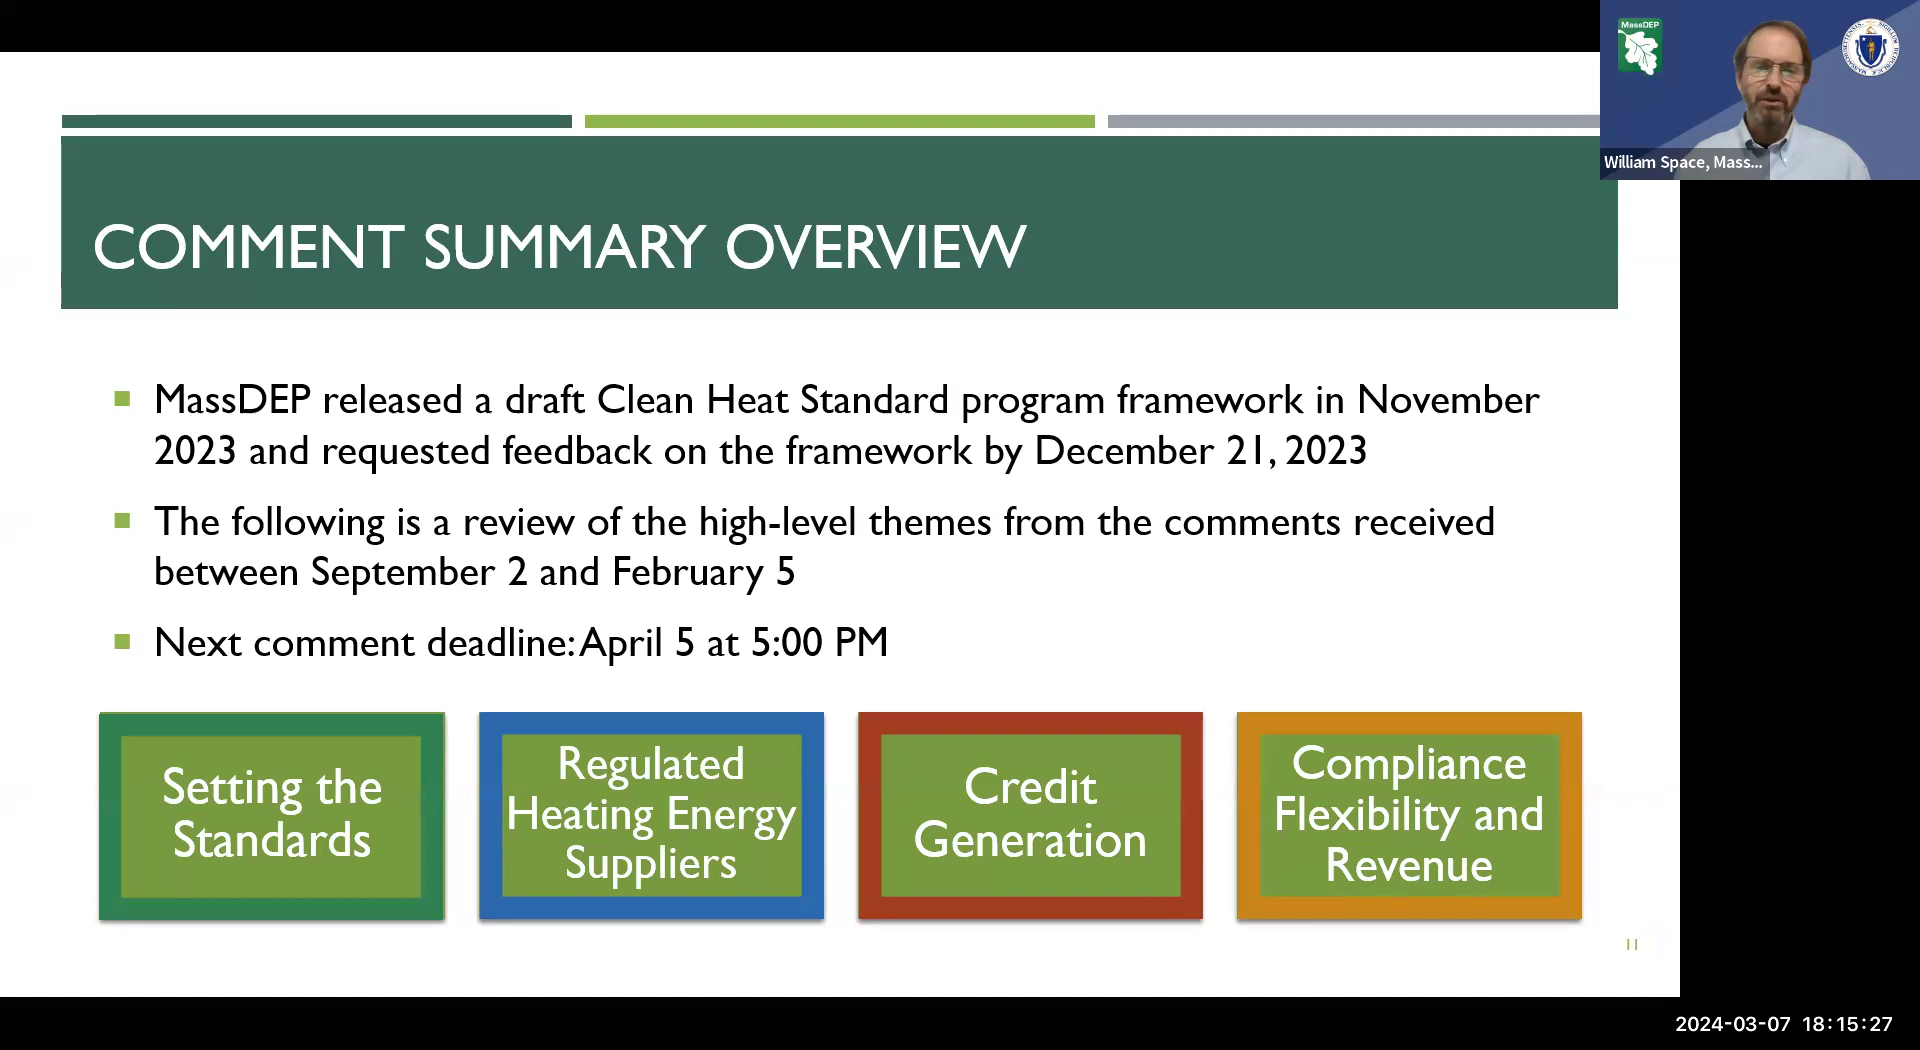 MassDEP
William Space, Mass...
COMMENT SUMMARY OVERVIEW
MassDEP released a draft Clean Heat Standard program framework in November
2023 and requested feedback on the framework by December 21, 2023
The following is a review of the high-level themes from the comments received
between September 2 and February 5
Next comment deadline: April 5 at 5:00 PM
Setting the
Standards
Regulated
Heating Energy
Suppliers
Credit
Generation
Compliance
Flexibility and
Revenue
11
2024-03-07 18:15:27